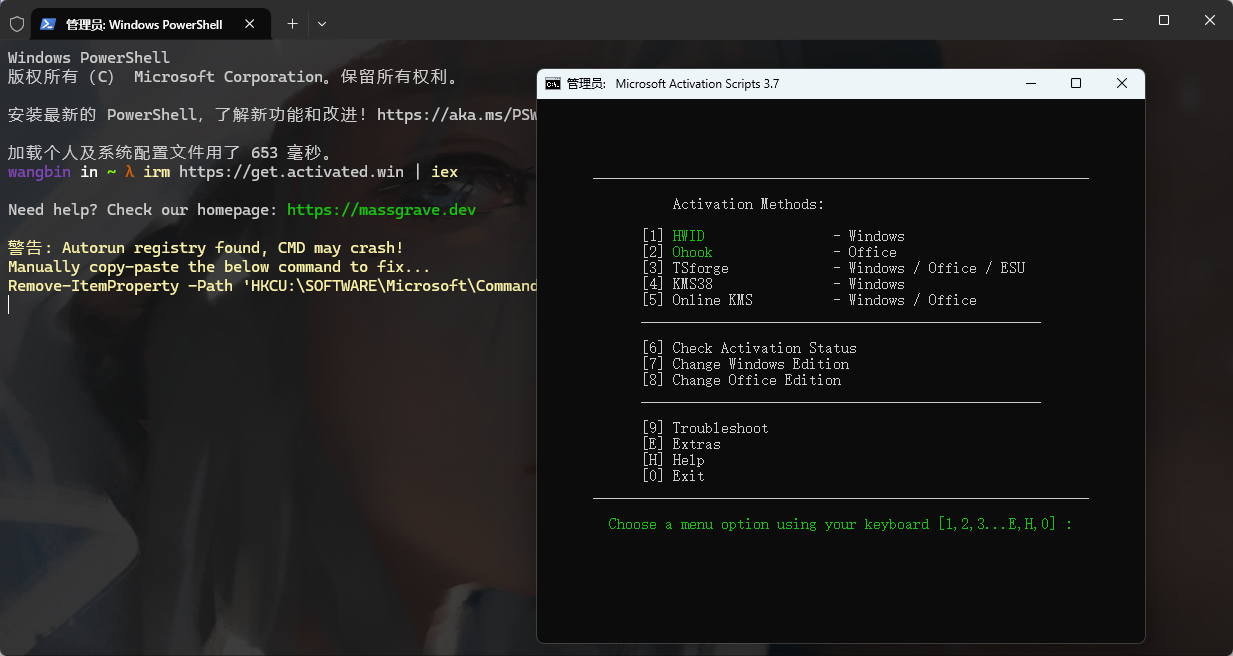 管理员: Windows PowerShell
Windows PowerShell
版权所有 (C) Microsoft Corporation。保留所有权利。
安装最新的 PowerShell，了解新功能和改进！https://aka.ms/PSW
加载个人及系统配置文件用了 653 毫秒。
wangbin in ~ λ irm https://get.activated.win | iex
Need help? Check our homepage: https://massgrave.dev
警告: Autorun registry found, CMD may crash!
Manually copy-paste the below command to fix...
Remove-ItemProperty -Path 'HKCU:\SOFTWARE\Microsoft\Command
管理员: Microsoft Activation Scripts 3.7
Activation Methods:
[1] HWID - Windows
[2] Ohook - Office
[3] TSforge - Windows / Office / ESU
[4] KMS38 - Windows
[5] Online KMS - Windows / Office
[6] Check Activation Status
[7] Change Windows Edition
[8] Change Office Edition
[9] Troubleshoot
[E] Extras
[H] Help
[0] Exit
Choose a menu option using your keyboard [1,2,3...E,H,0] :